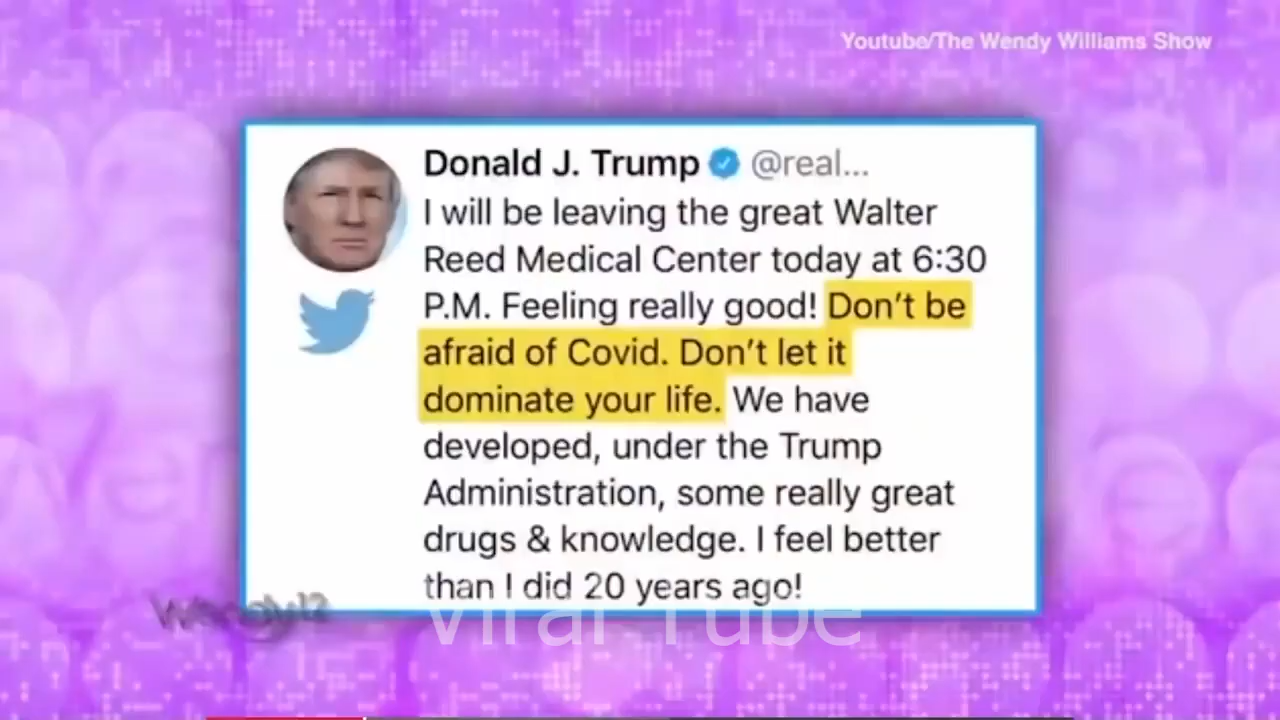 Youtube/The Wendy Williams Show
Donald J. Trump @real...
I will be leaving the great Walter
Reed Medical Center today at 6:30
P.M. Feeling really good! Don't be
afraid of Covid. Don't let it
dominate your life. We have
developed, under the Trump
Administration, some really great
drugs & knowledge. I feel better
than I did 20 years ago!
Viral Tube